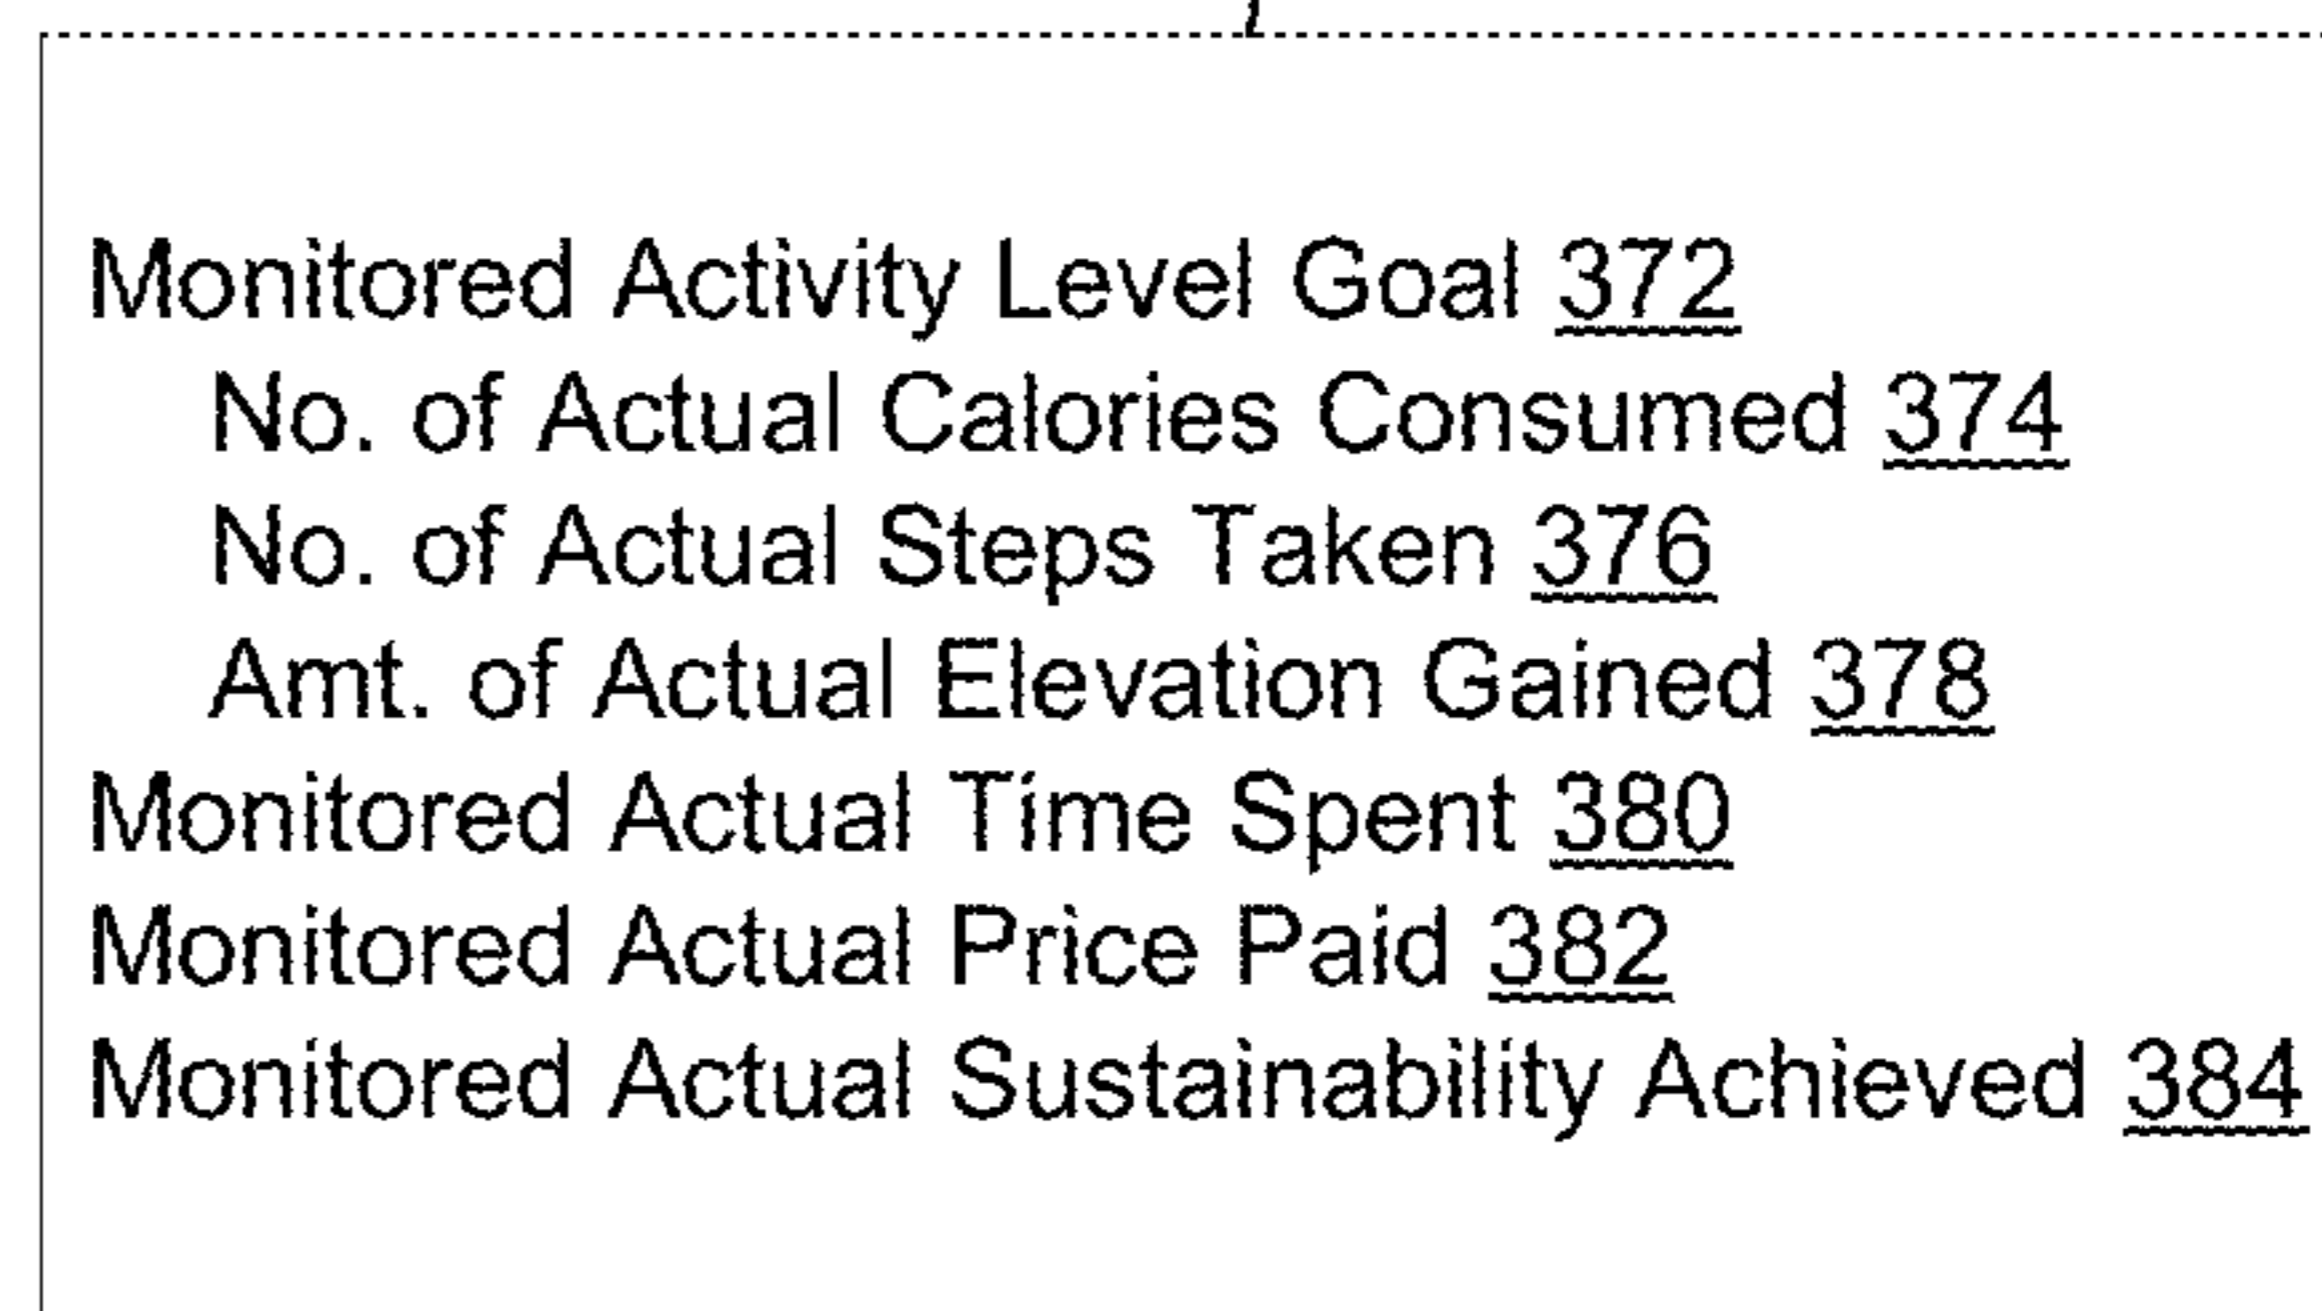 Monitored Activity Level Goal 372
No. of Actual Calories Consumed 374
No. of Actual Steps Taken 376
Amt. of Actual Elevation Gained 378
Monitored Actual Time Spent 380
Monitored Actual Price Paid 382
Monitored Actual Sustainability Achieved 384